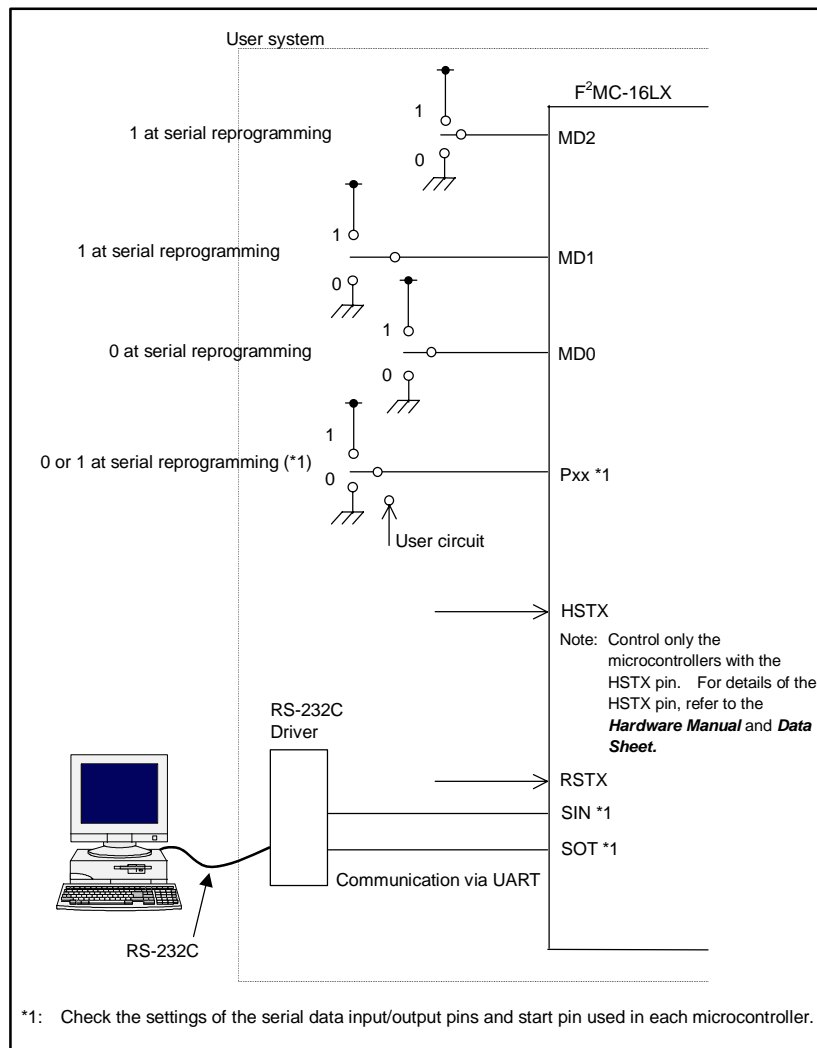 User system
F²MC-16LX
1
1 at serial reprogramming
MD2
0
1
1 at serial reprogramming
MD1
0
1
0 at serial reprogramming
MD0
0
1
0 or 1 at serial reprogramming (*1)
Pxx *1
0
User circuit
HSTX
Note: Control only the
microcontrollers with the
HSTX pin. For details of the
HSTX pin, refer to the
Hardware Manual and Data
Sheet.
RS-232C
Driver
RSTX
SIN *1
SOT *1
Communication via UART
RS-232C
*1: Check the settings of the serial data input/output pins and start pin used in each microcontroller.